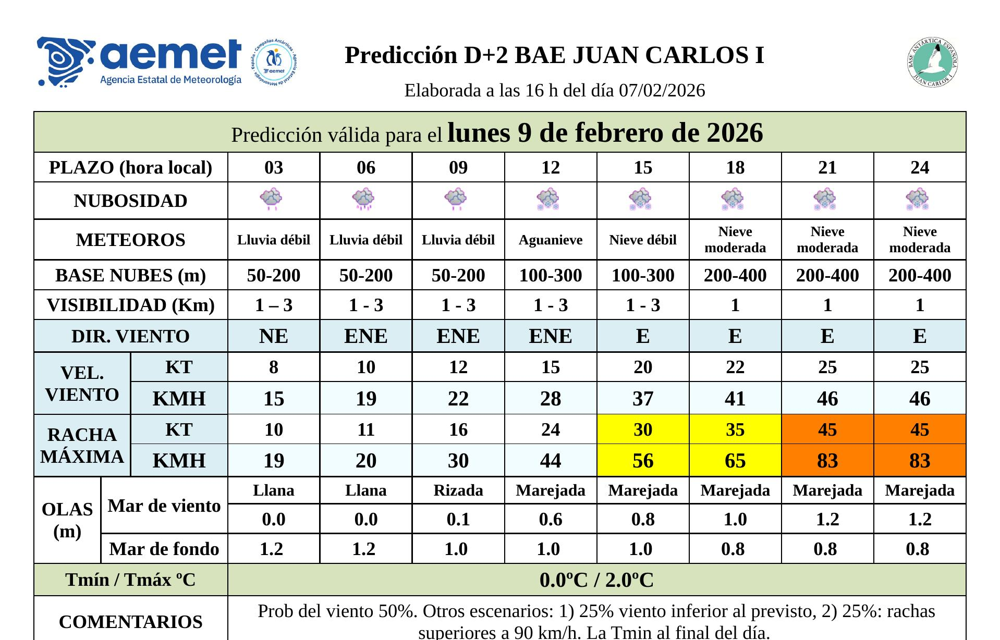 aemet
Agencia Estatal de Meteorología
Campañas Antárticas · Agencia Estatal de Meteorología · España ·
aemet
Predicción D+2 BAE JUAN CARLOS I
Elaborada a las 16 h del día 07/02/2026
BASE ANTÁRTICA ESPAÑOLA
JUAN CARLOS I
Predicción válida para el lunes 9 de febrero de 2026
PLAZO (hora local) 03 06 09 12 15 18 21 24
NUBOSIDAD
METEOROS Lluvia débil Lluvia débil Lluvia débil Aguanieve Nieve débil Nieve moderada Nieve moderada Nieve moderada
BASE NUBES (m) 50-200 50-200 50-200 100-300 100-300 200-400 200-400 200-400
VISIBILIDAD (Km) 1 – 3 1 - 3 1 - 3 1 - 3 1 - 3 1 1 1
DIR. VIENTO NE ENE ENE ENE E E E E
VEL. VIENTO
KT 8 10 12 15 20 22 25 25
KMH 15 19 22 28 37 41 46 46
RACHA MÁXIMA
KT 10 11 16 24 30 35 45 45
KMH 19 20 30 44 56 65 83 83
OLAS (m)
Mar de viento Llana Llana Rizada Marejada Marejada Marejada Marejada Marejada
0.0 0.0 0.1 0.6 0.8 1.0 1.2 1.2
Mar de fondo 1.2 1.2 1.0 1.0 1.0 0.8 0.8 0.8
Tmín / Tmáx ºC 0.0ºC / 2.0ºC
COMENTARIOS Prob del viento 50%. Otros escenarios: 1) 25% viento inferior al previsto, 2) 25%: rachas
superiores a 90 km/h. La Tmin al final del día.